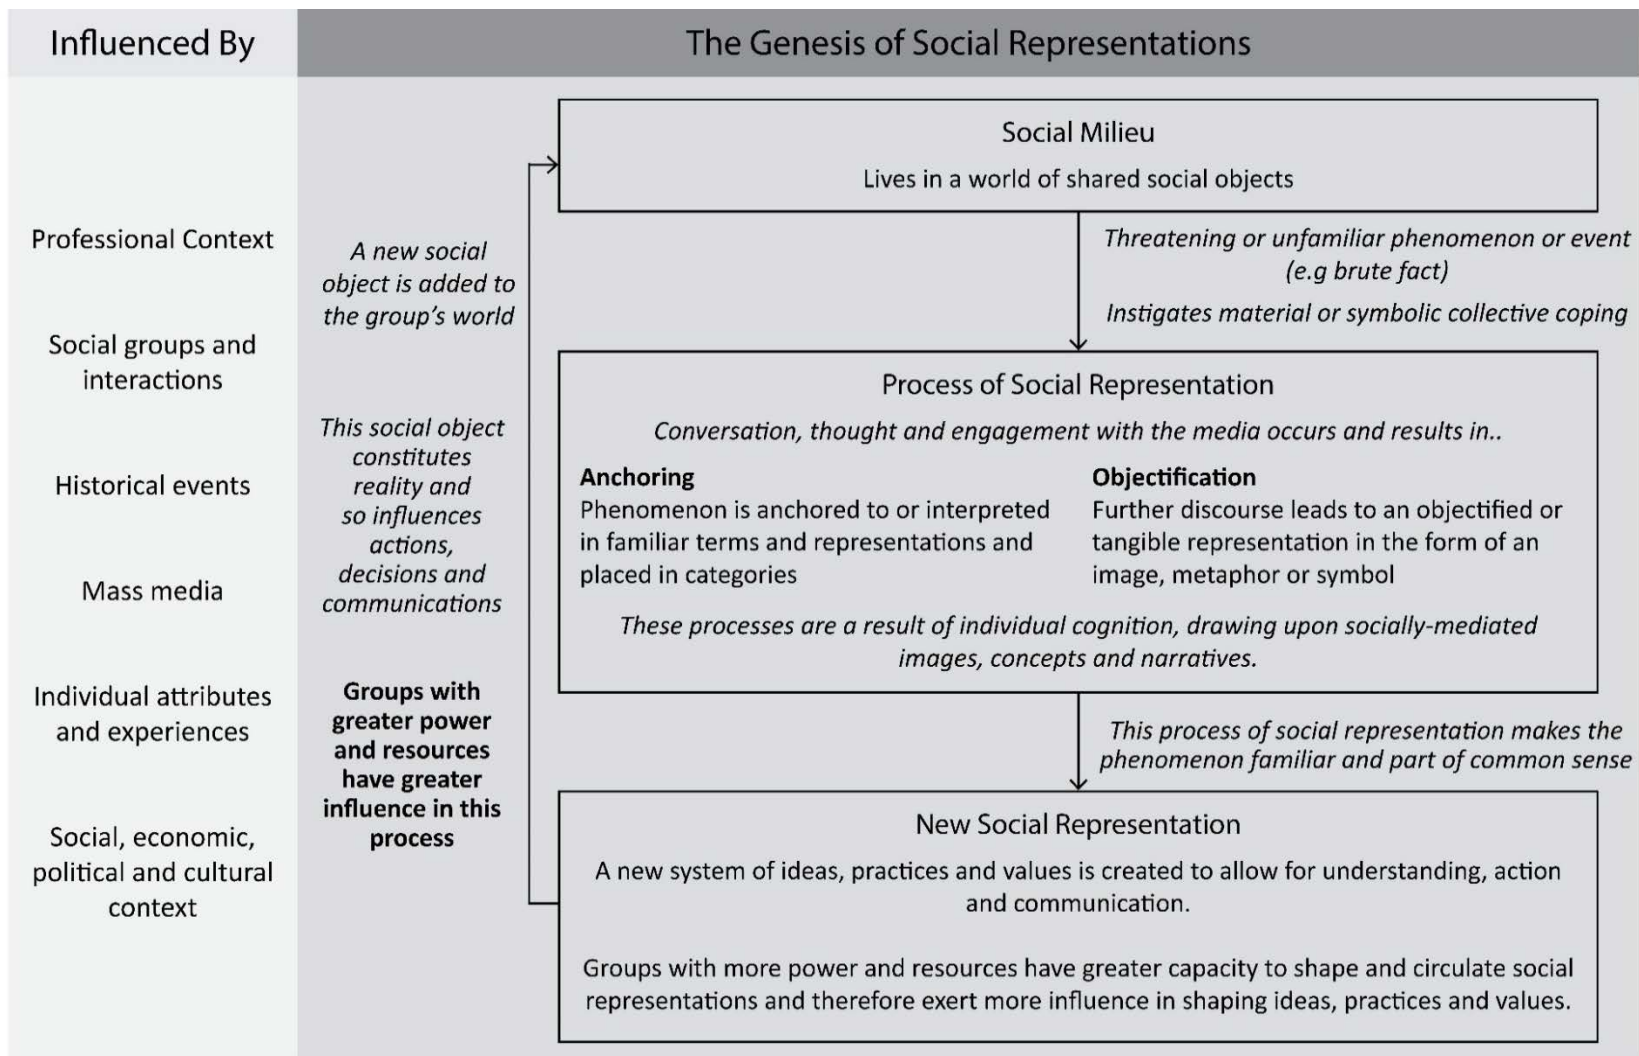 Influenced By
The Genesis of Social Representations
Professional Context
Social groups and
interactions
Historical events
Mass media
Individual attributes
and experiences
Social, economic,
political and cultural
context
A new social
object is added to
the group's world
This social object
constitutes
reality and
so influences
actions,
decisions and
communications
Groups with
greater power
and resources
have greater
influence in this
process
Social Milieu
Lives in a world of shared social objects
Threatening or unfamiliar phenomenon or event
(e.g brute fact)
Instigates material or symbolic collective coping
Process of Social Representation
Conversation, thought and engagement with the media occurs and results in..
Anchoring
Phenomenon is anchored to or interpreted
in familiar terms and representations and
placed in categories
Objectification
Further discourse leads to an objectified or
tangible representation in the form of an
image, metaphor or symbol
These processes are a result of individual cognition, drawing upon socially-mediated
images, concepts and narratives.
This process of social representation makes the
phenomenon familiar and part of common sense
New Social Representation
A new system of ideas, practices and values is created to allow for understanding, action
and communication.
Groups with more power and resources have greater capacity to shape and circulate social
representations and therefore exert more influence in shaping ideas, practices and values.